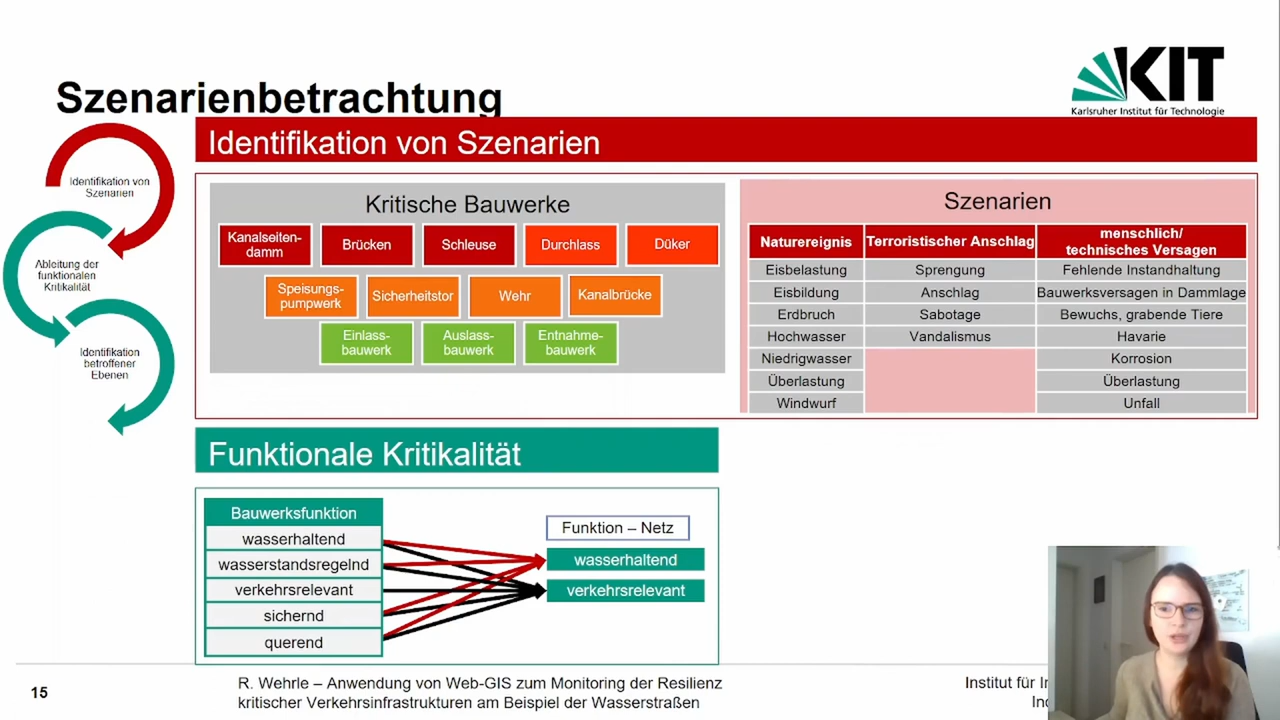 Szenarienbetrachtung
KIT
Karlsruher Institut für Technologie
Identifikation von
Szenarien
Ableitung der
funktionalen
Kritikalität
Identifikation
betroffener
Ebenen
Identifikation von Szenarien
Kritische Bauwerke
Kanalseiten-
damm
Brücken
Schleuse
Durchlass
Düker
Speisungs-
pumpwerk
Sicherheitstor
Wehr
Kanalbrücke
Einlass-
bauwerk
Auslass-
bauwerk
Entnahme-
bauwerk
Szenarien
Naturereignis
Terroristischer Anschlag
menschlich/
technisches Versagen
Eisbelastung
Sprengung
Fehlende Instandhaltung
Eisbildung
Anschlag
Bauwerksversagen in Dammlage
Erdbruch
Sabotage
Bewuchs, grabende Tiere
Hochwasser
Vandalismus
Havarie
Niedrigwasser
Korrosion
Überlastung
Überlastung
Windwurf
Unfall
Funktionale Kritikalität
Bauwerksfunktion
wasserhaltend
wasserstandsregelnd
verkehrsrelevant
sichernd
querend
Funktion – Netz
wasserhaltend
verkehrsrelevant
15
R. Wehrle – Anwendung von Web-GIS zum Monitoring der Resilienz
kritischer Verkehrsinfrastrukturen am Beispiel der Wasserstraßen
Institut für